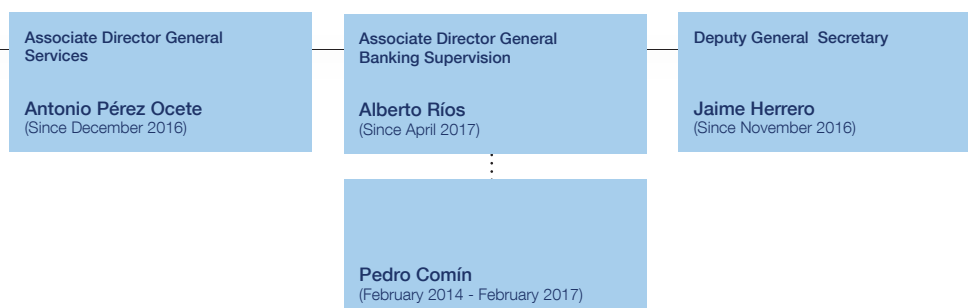 Associate Director General
Services
Antonio Pérez Ocete
(Since December 2016)
Associate Director General
Banking Supervision
Alberto Ríos
(Since April 2017)
Deputy General Secretary
Jaime Herrero
(Since November 2016)
Pedro Comín
(February 2014 - February 2017)